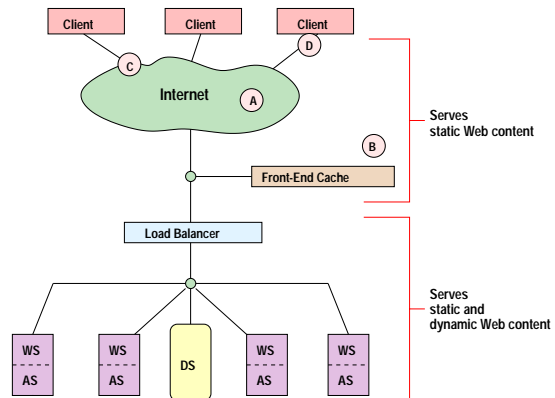 Client
Client
Client
D
C
Internet
A
Serves
static Web content
B
Front-End Cache
Load Balancer
Serves
static and
dynamic Web content
WS
AS
WS
AS
DS
WS
AS
WS
AS